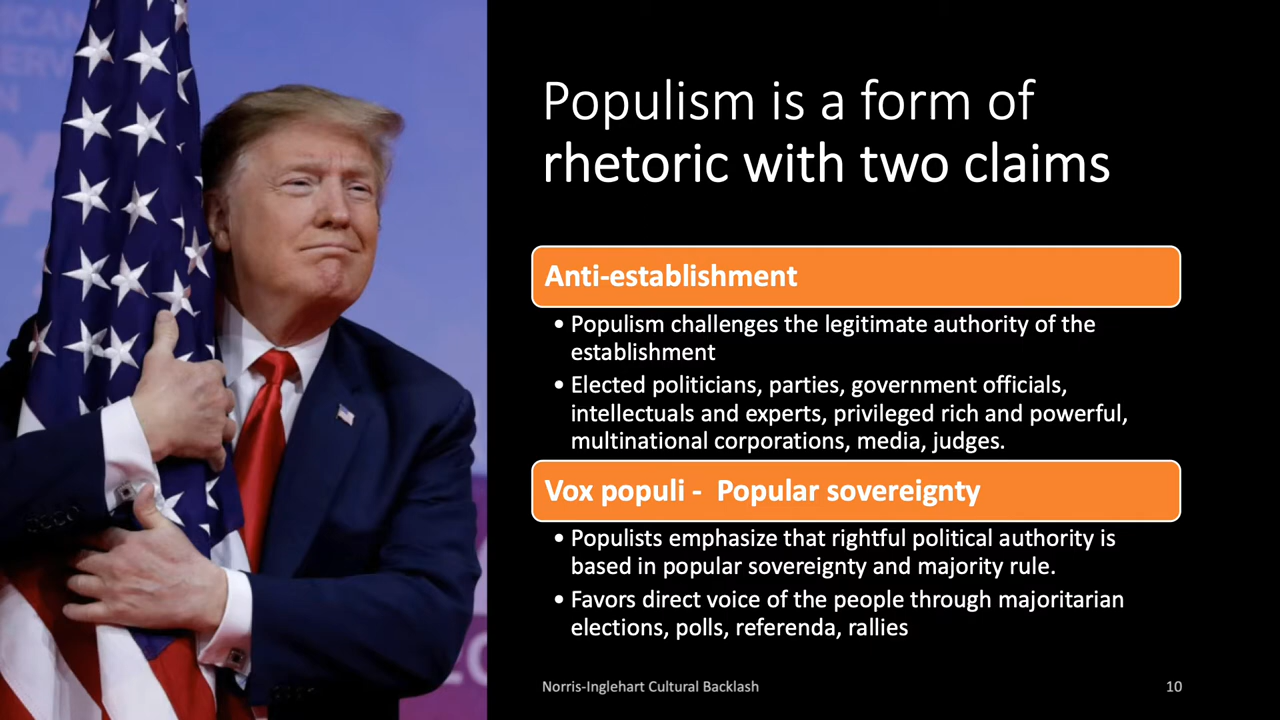 Populism is a form of
rhetoric with two claims
Anti-establishment
• Populism challenges the legitimate authority of the
establishment
• Elected politicians, parties, government officials,
intellectuals and experts, privileged rich and powerful,
multinational corporations, media, judges.
Vox populi -  Popular sovereignty
• Populists emphasize that rightful political authority is
based in popular sovereignty and majority rule.
• Favors direct voice of the people through majoritarian
elections, polls, referenda, rallies
Norris-Inglehart Cultural Backlash
10